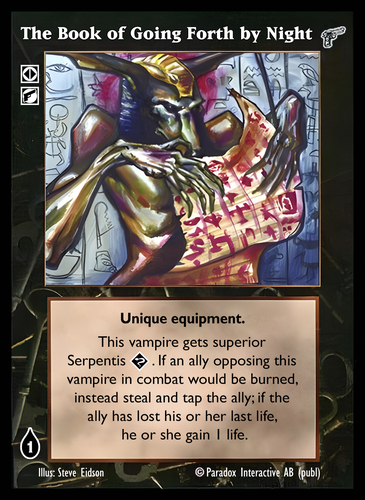 The Book of Going Forth by Night
Unique equipment.
This vampire gets superior
Serpentis . If an ally opposing this
vampire in combat would be burned,
instead steal and tap the ally; if the
ally has lost his or her last life,
he or she gain 1 life.
1
Illus: Steve Eidson © Paradox Interactive AB (publ)